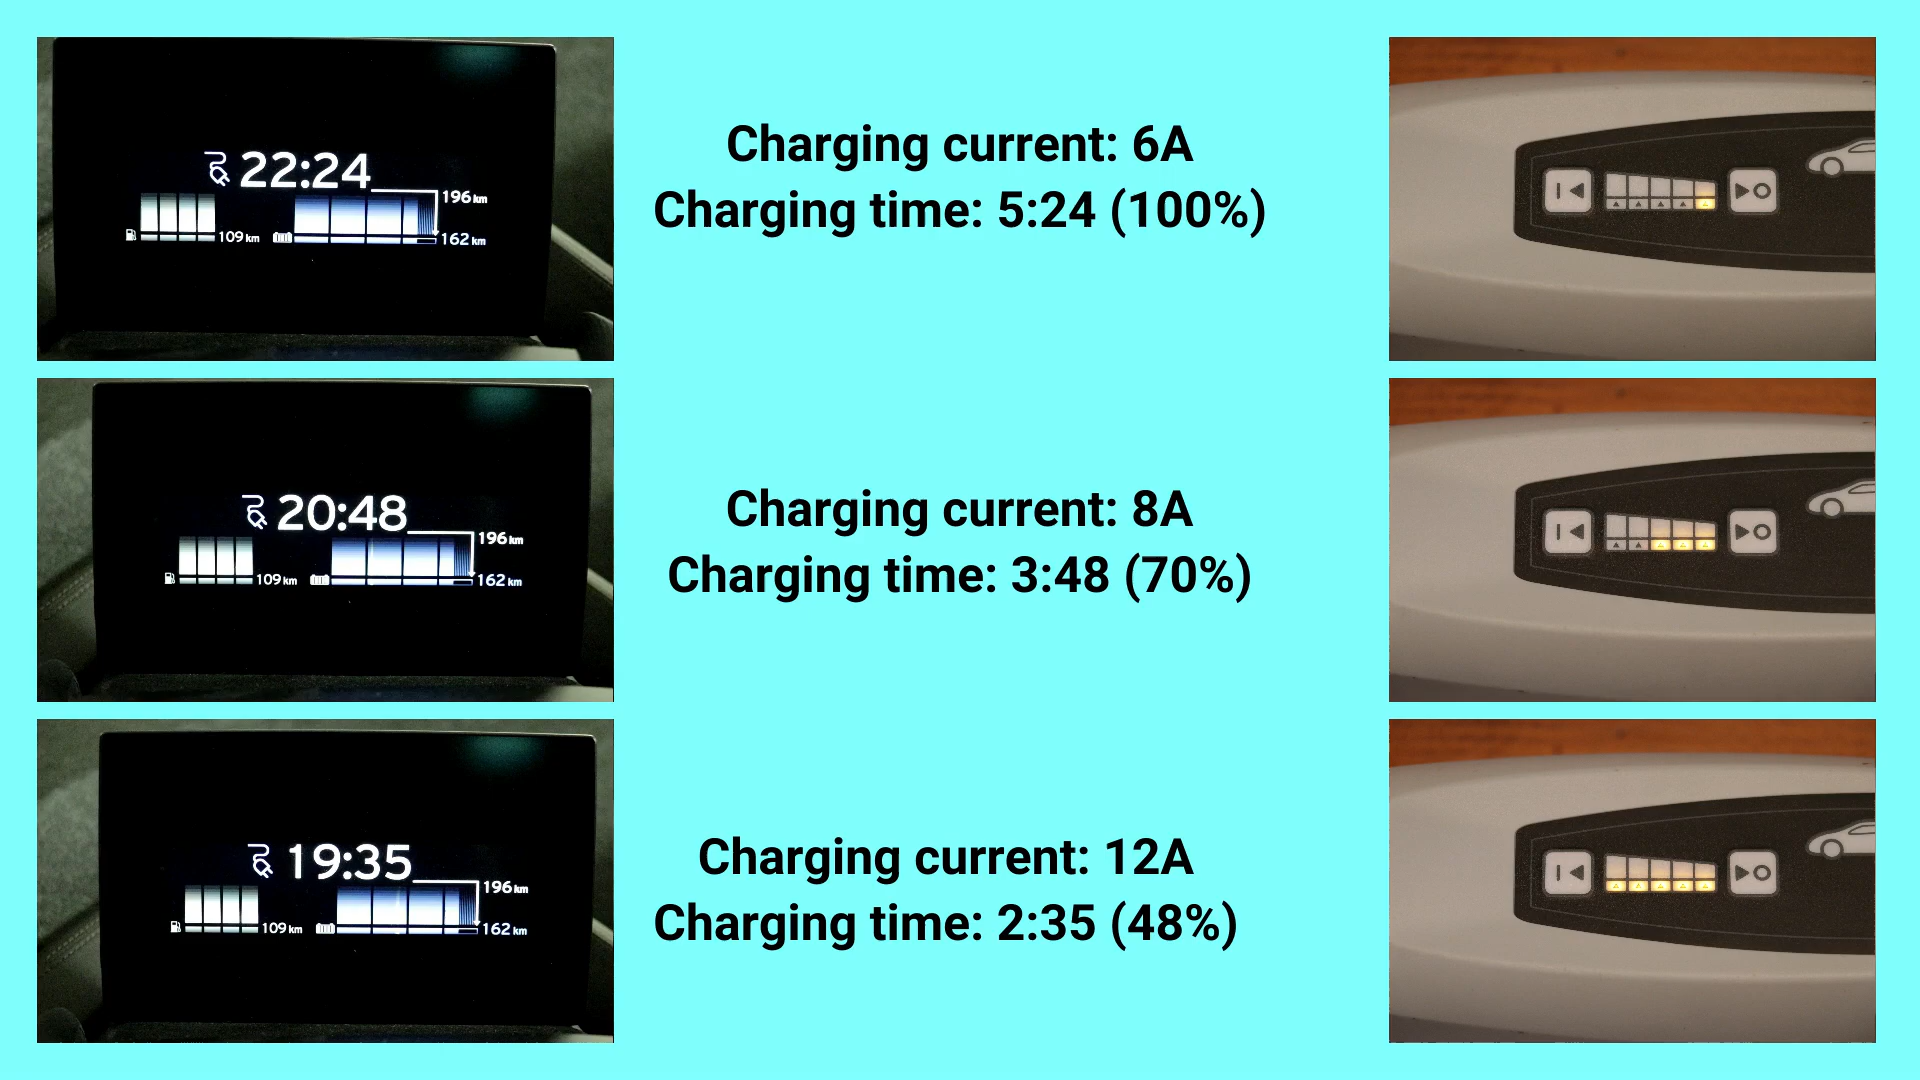 22:24
196 km
109 km
162 km
Charging current: 6A
Charging time: 5:24 (100%)
20:48
196 km
109 km
162 km
Charging current: 8A
Charging time: 3:48 (70%)
19:35
196 km
109 km
162 km
Charging current: 12A
Charging time: 2:35 (48%)